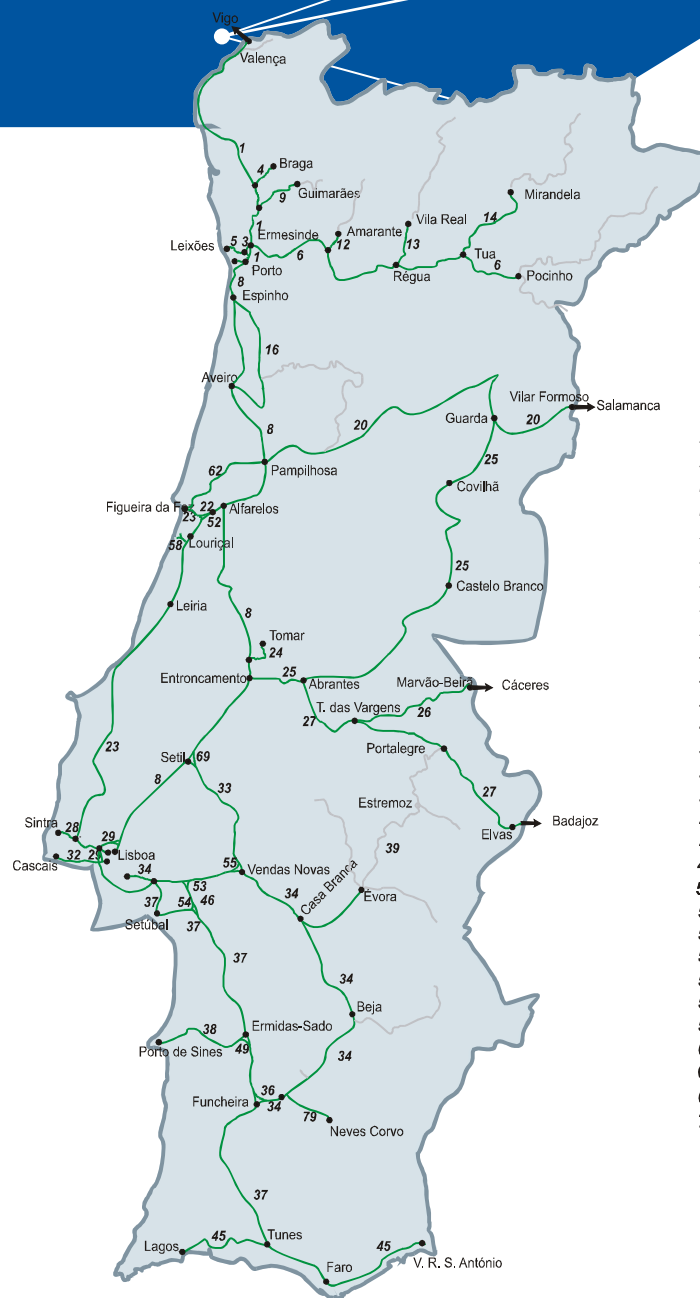 Vigo
Valença
1
4
Braga
9
Guimarães
Mirandela
14
1
Ermesinde
Amarante
Vila Real
Leixões
5
3
12
13
6
1
Porto
Régua
Tua
6
Pocinho
8
Espinho
16
Aveiro
Vilar Formoso
Salamanca
8
20
Guarda
20
62
Pampilhosa
25
Covilhã
Figueira da Foz
22
Alfarelos
23
52
58
Louriçal
25
Castelo Branco
Leiria
8
Tomar
24
Entroncamento
25
Abrantes
Marvão-Beira
Cáceres
T. das Vargens
26
27
Portalegre
23
Setil
69
8
33
27
Estremoz
Sintra
28
29
Elvas
Badajoz
Cascais
32
25
Lisboa
39
34
55
Vendas Novas
53
34
Casa Branca
Évora
37
54
46
Setúbal
37
37
34
Beja
38
Ermidas-Sado
Porto de Sines
49
34
36
Funcheira
34
79
Neves Corvo
37
45
Tunes
45
Lagos
Faro
V. R. S. António